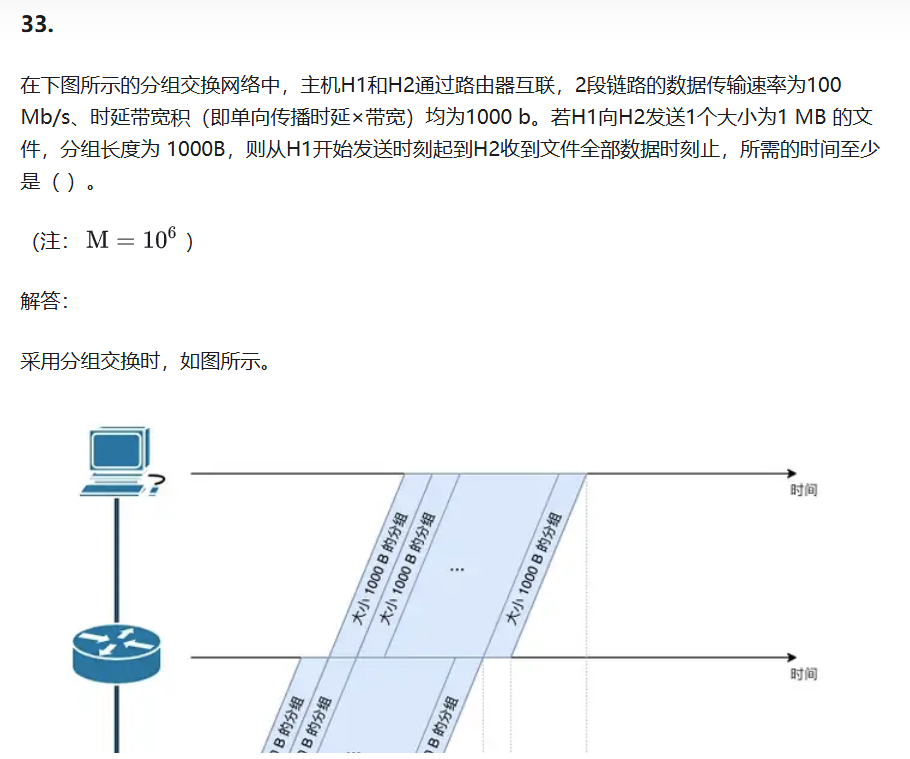 33.
在下图所示的分组交换网络中，主机H1和H2通过路由器互联，2段链路的数据传输速率为100
Mb/s、时延带宽积（即单向传播时延×带宽）均为1000 b。若H1向H2发送1个大小为1 MB 的文
件，分组长度为 1000B，则从H1开始发送时刻起到H2收到文件全部数据时刻止，所需的时间至少
是（ ）。
（注： M = 10⁶ ）
解答：
采用分组交换时，如图所示。
时间
大小 1000 B 的分组
大小 1000 B 的分组
...
大小 1000 B 的分组
时间
B 的分组
B 的分组
B 的分组